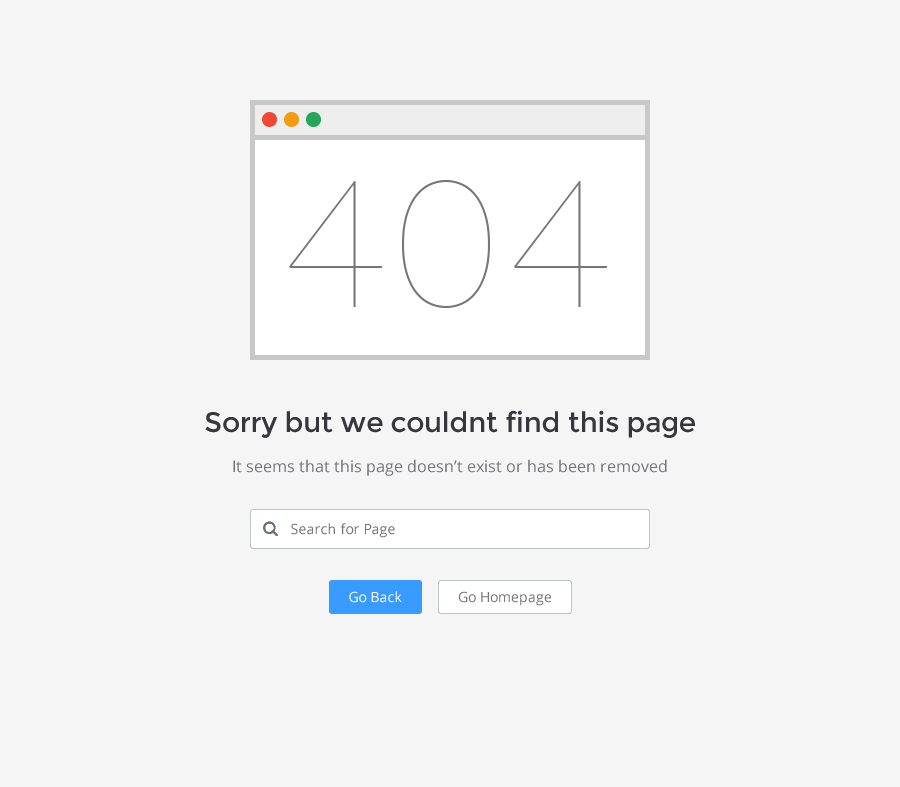 404
Sorry but we couldnt find this page
It seems that this page doesn’t exist or has been removed
Search for Page
Go Back
Go Homepage